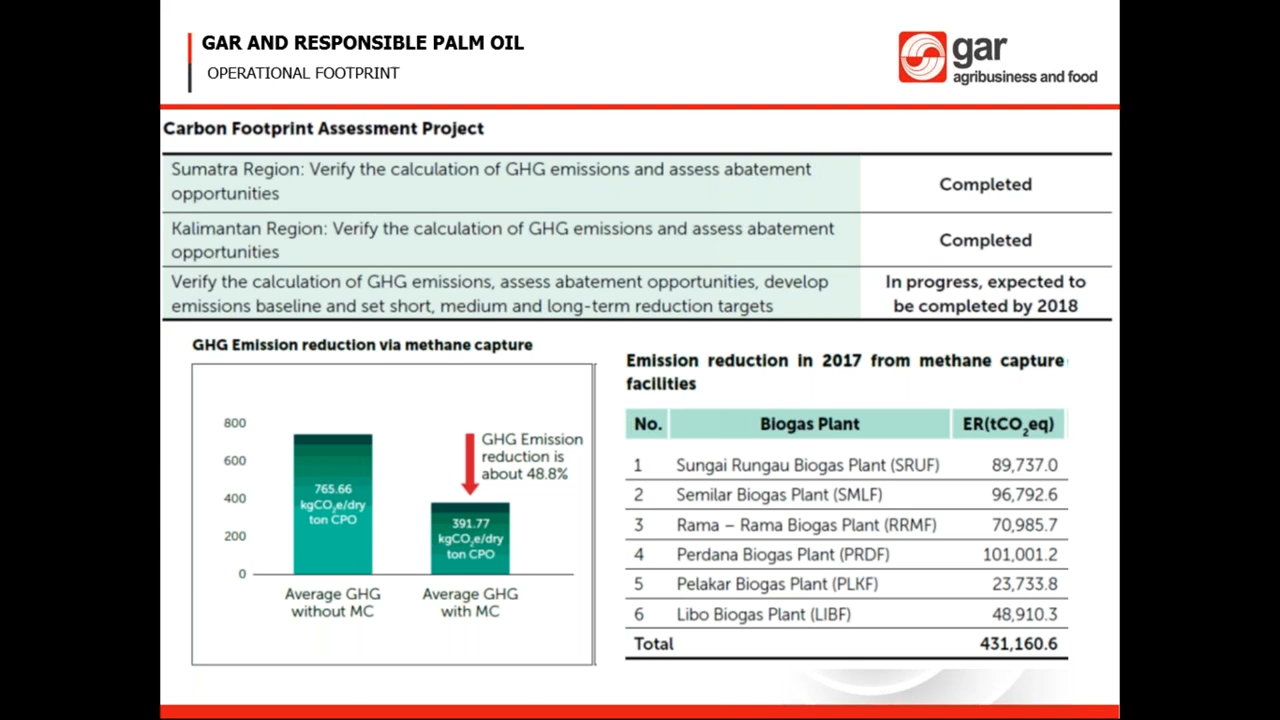 GAR AND RESPONSIBLE PALM OIL
OPERATIONAL FOOTPRINT
gar
agribusiness and food
Carbon Footprint Assessment Project
Sumatra Region: Verify the calculation of GHG emissions and assess abatement
opportunities
Completed
Kalimantan Region: Verify the calculation of GHG emissions and assess abatement
opportunities
Completed
Verify the calculation of GHG emissions, assess abatement opportunities, develop
emissions baseline and set short, medium and long-term reduction targets
In progress, expected to
be completed by 2018
GHG Emission reduction via methane capture
800
600
400
200
0
765.66
kgCO2e/dry
ton CPO
GHG Emission
reduction is
about 48.8%
391.77
kgCO2e/dry
ton CPO
Average GHG
without MC
Average GHG
with MC
Emission reduction in 2017 from methane capture
facilities
No. Biogas Plant ER(tCO2eq)
1 Sungai Rungau Biogas Plant (SRUF) 89,737.0
2 Semilar Biogas Plant (SMLF) 96,792.6
3 Rama – Rama Biogas Plant (RRMF) 70,985.7
4 Perdana Biogas Plant (PRDF) 101,001.2
5 Pelakar Biogas Plant (PLKF) 23,733.8
6 Libo Biogas Plant (LIBF) 48,910.3
Total 431,160.6